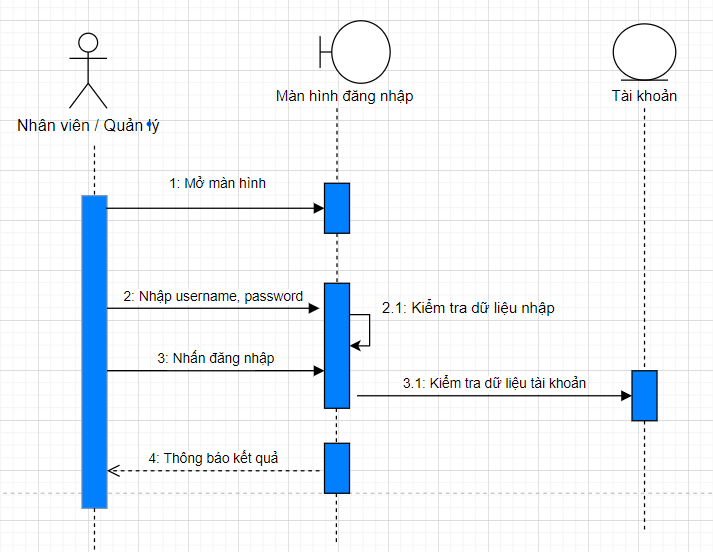 Nhân viên / Quản lý
Màn hình đăng nhập
Tài khoản
1: Mở màn hình
2: Nhập username, password
2.1: Kiểm tra dữ liệu nhập
3: Nhấn đăng nhập
3.1: Kiểm tra dữ liệu tài khoản
4: Thông báo kết quả